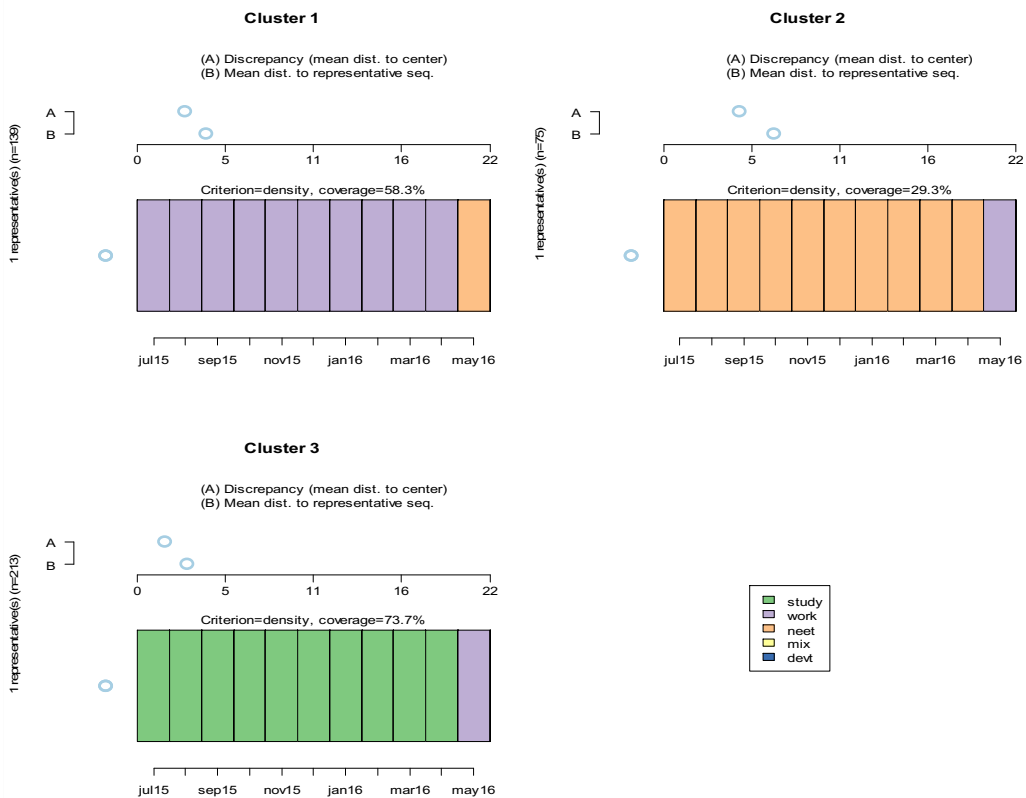 Cluster 1
(A) Discrepancy (mean dist. to center)
(B) Mean dist. to representative seq.
A
B
0 5 11 16 22
1 representative(s) (n=139)
Criterion=density, coverage=58.3%
jul15 sep15 nov15 jan16 mar16 may16
Cluster 2
(A) Discrepancy (mean dist. to center)
(B) Mean dist. to representative seq.
A
B
0 5 11 16 22
1 representative(s) (n=75)
Criterion=density, coverage=29.3%
jul15 sep15 nov15 jan16 mar16 may16
Cluster 3
(A) Discrepancy (mean dist. to center)
(B) Mean dist. to representative seq.
A
B
0 5 11 16 22
1 representative(s) (n=213)
Criterion=density, coverage=73.7%
jul15 sep15 nov15 jan16 mar16 may16
study
work
neet
mix
devt